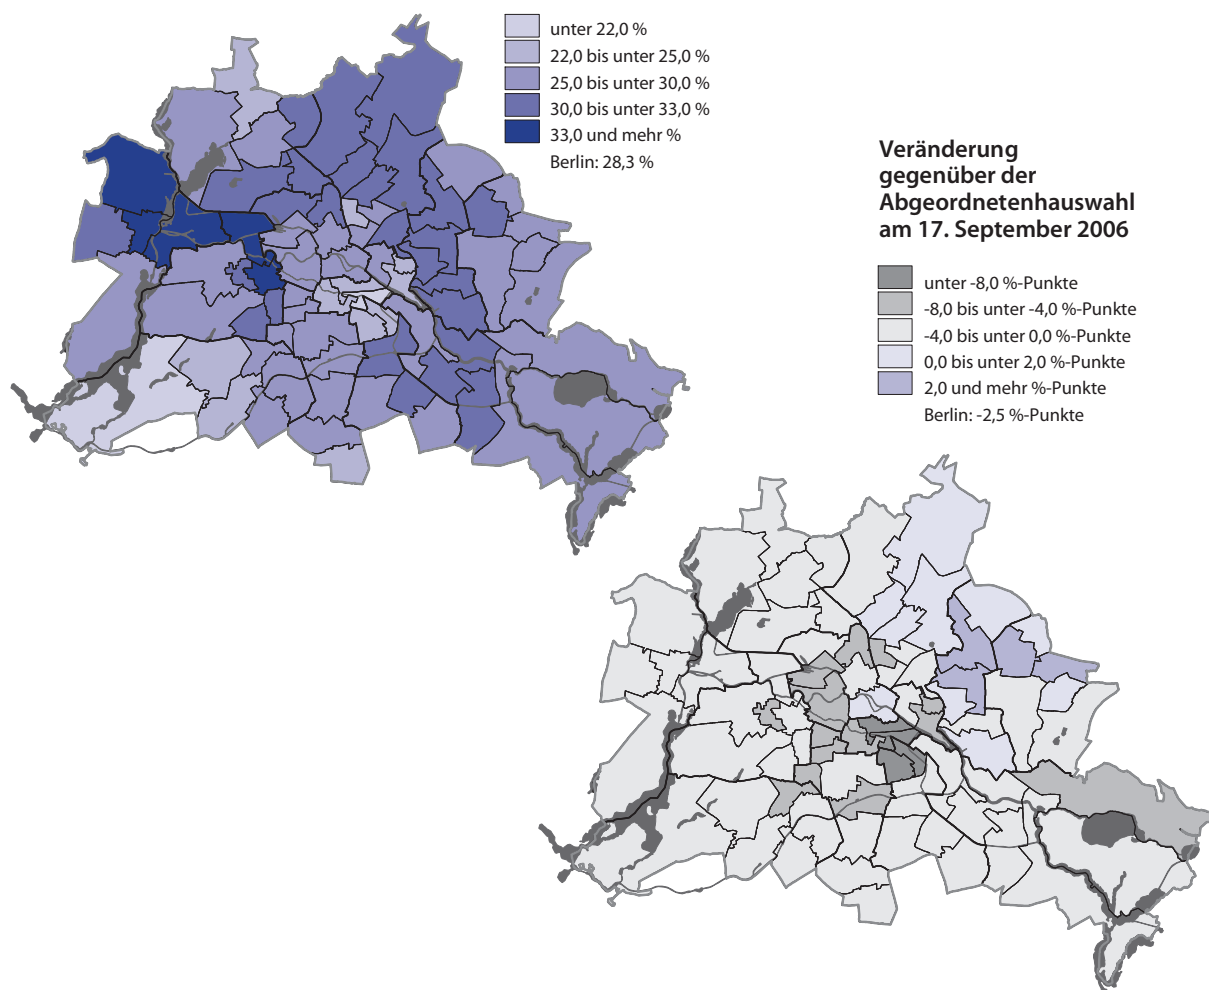 unter 22,0 %
22,0 bis unter 25,0 %
25,0 bis unter 30,0 %
30,0 bis unter 33,0 %
33,0 und mehr %
Berlin: 28,3 %
Veränderung
gegenüber der
Abgeordnetenhauswahl
am 17. September 2006
unter -8,0 %-Punkte
-8,0 bis unter -4,0 %-Punkte
-4,0 bis unter 0,0 %-Punkte
0,0 bis unter 2,0 %-Punkte
2,0 und mehr %-Punkte
Berlin: -2,5 %-Punkte